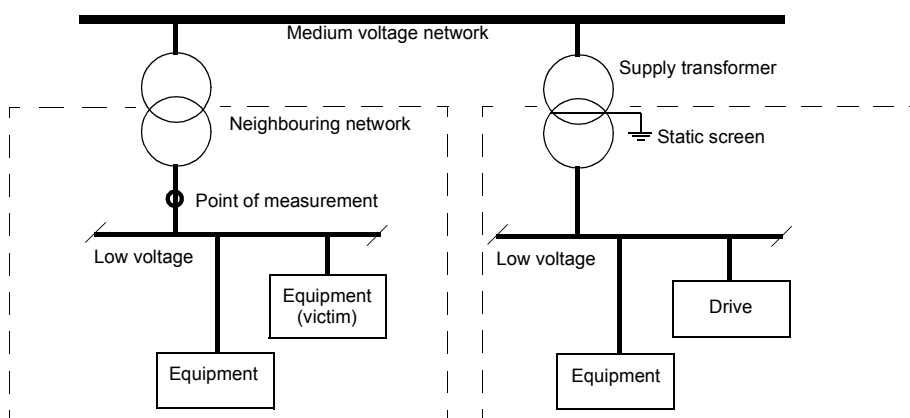 Medium voltage network
Supply transformer
Neighbouring network
Static screen
Point of measurement
Low voltage
Low voltage
Equipment
(victim)
Drive
Equipment
Equipment